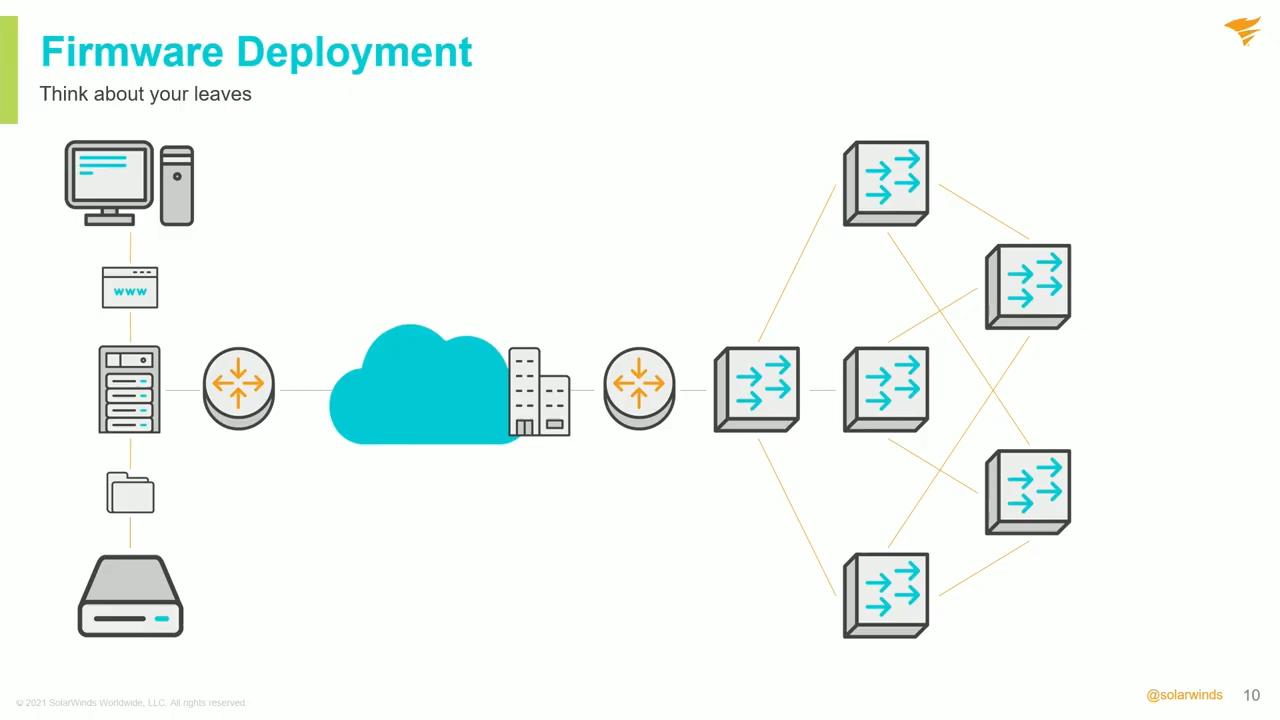 Firmware Deployment
Think about your leaves
www
© 2021 SolarWinds Worldwide, LLC. All rights reserved.
@solarwinds
10